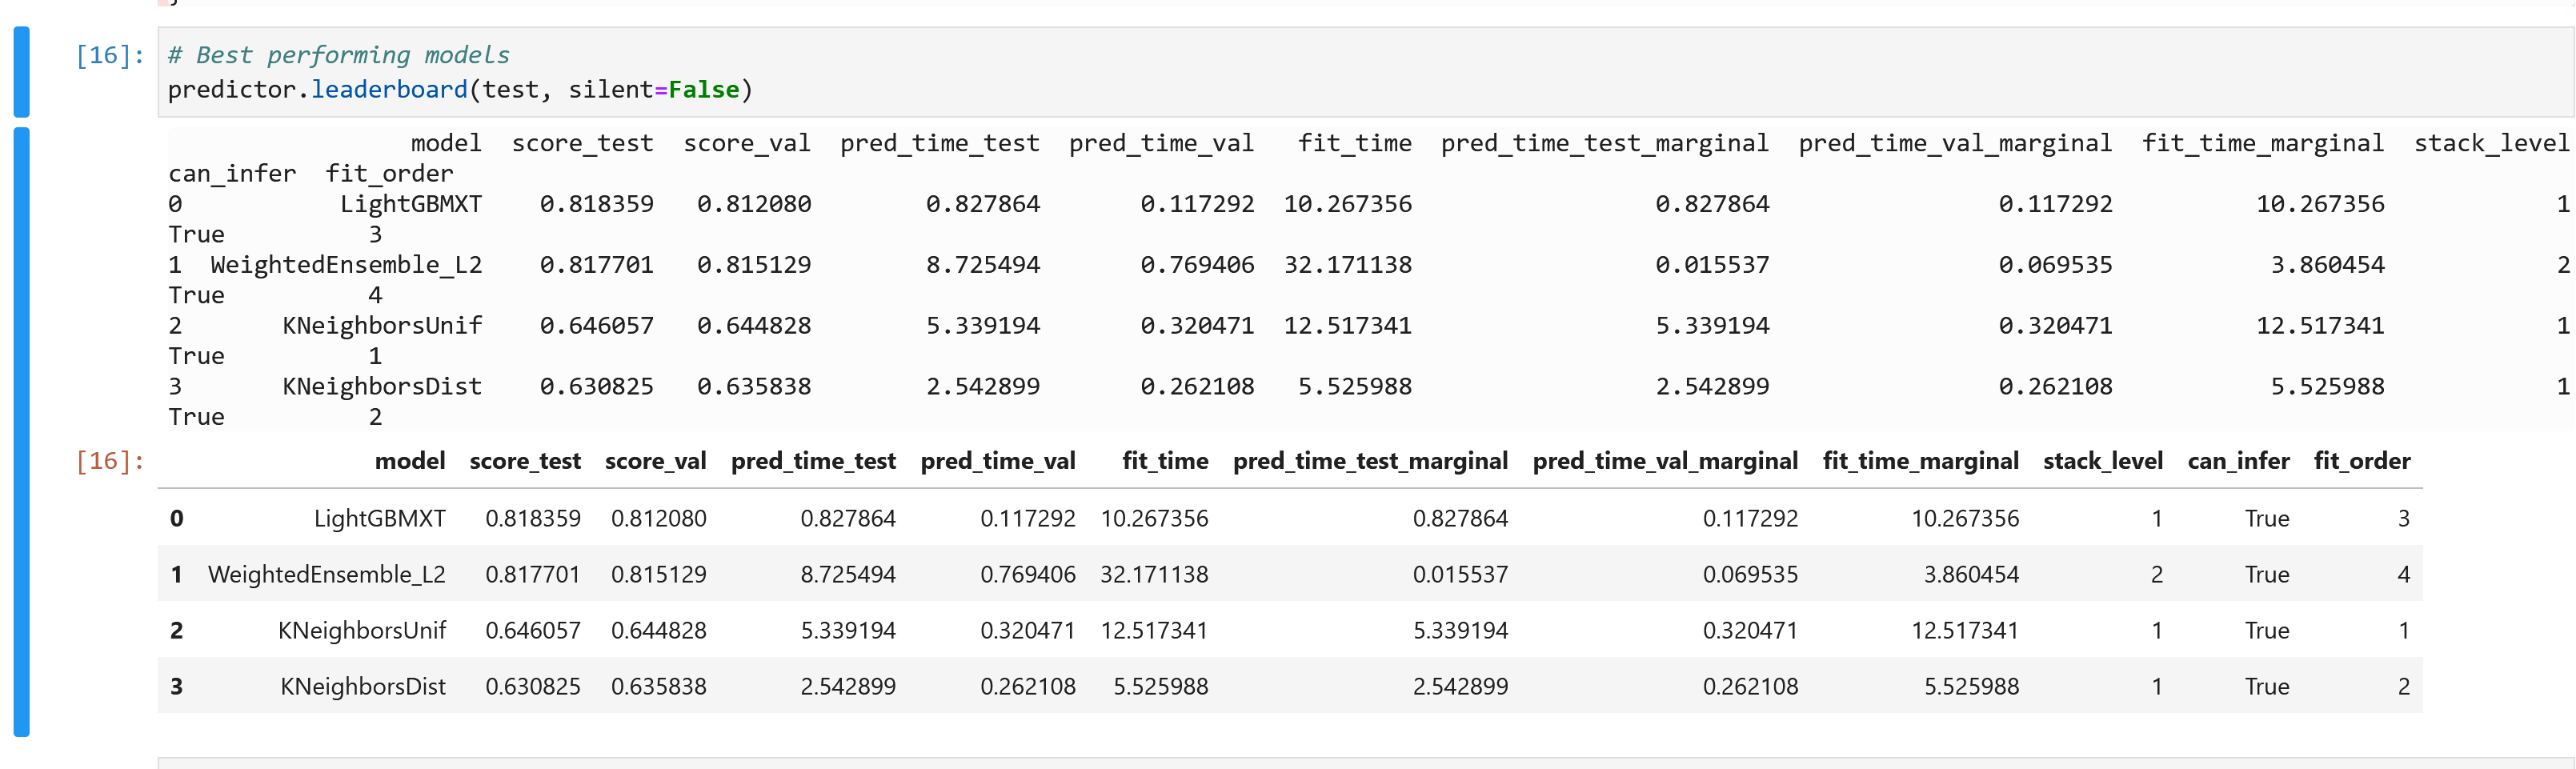 [16]: # Best performing models
predictor.leaderboard(test, silent=False)
model score_test score_val pred_time_test pred_time_val fit_time pred_time_test_marginal pred_time_val_marginal fit_time_marginal stack_level
can_infer fit_order
0 LightGBMXT 0.818359 0.812080 0.827864 0.117292 10.267356 0.827864 0.117292 10.267356 1
True 3
1 WeightedEnsemble_L2 0.817701 0.815129 8.725494 0.769406 32.171138 0.015537 0.069535 3.860454 2
True 4
2 KNeighborsUnif 0.646057 0.644828 5.339194 0.320471 12.517341 5.339194 0.320471 12.517341 1
True 1
3 KNeighborsDist 0.630825 0.635838 2.542899 0.262108 5.525988 2.542899 0.262108 5.525988 1
True 2
[16]: model score_test score_val pred_time_test pred_time_val fit_time pred_time_test_marginal pred_time_val_marginal fit_time_marginal stack_level can_infer fit_order
0 LightGBMXT 0.818359 0.812080 0.827864 0.117292 10.267356 0.827864 0.117292 10.267356 1 True 3
1 WeightedEnsemble_L2 0.817701 0.815129 8.725494 0.769406 32.171138 0.015537 0.069535 3.860454 2 True 4
2 KNeighborsUnif 0.646057 0.644828 5.339194 0.320471 12.517341 5.339194 0.320471 12.517341 1 True 1
3 KNeighborsDist 0.630825 0.635838 2.542899 0.262108 5.525988 2.542899 0.262108 5.525988 1 True 2